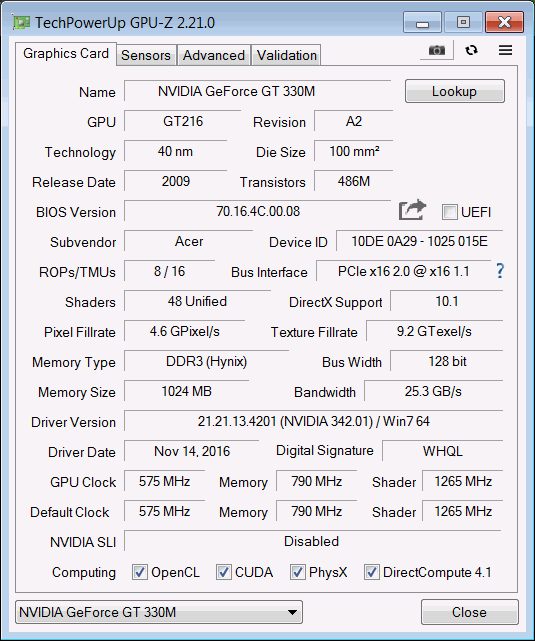 TechPowerUp GPU-Z 2.21.0
Graphics Card Sensors Advanced Validation
Name NVIDIA GeForce GT 330M Lookup
GPU GT216 Revision A2
Technology 40 nm Die Size 100 mm²
Release Date 2009 Transistors 486M
BIOS Version 70.16.4C.00.08 UEFI
Subvendor Acer Device ID 10DE 0A29 - 1025 015E
ROPs/TMUs 8 / 16 Bus Interface PCIe x16 2.0 @ x16 1.1 ?
Shaders 48 Unified DirectX Support 10.1
Pixel Fillrate 4.6 GPixel/s Texture Fillrate 9.2 GTexel/s
Memory Type DDR3 (Hynix) Bus Width 128 bit
Memory Size 1024 MB Bandwidth 25.3 GB/s
Driver Version 21.21.13.4201 (NVIDIA 342.01) / Win7 64
Driver Date Nov 14, 2016 Digital Signature WHQL
GPU Clock 575 MHz Memory 790 MHz Shader 1265 MHz
Default Clock 575 MHz Memory 790 MHz Shader 1265 MHz
NVIDIA SLI Disabled
Computing OpenCL CUDA PhysX DirectCompute 4.1
NVIDIA GeForce GT 330M Close